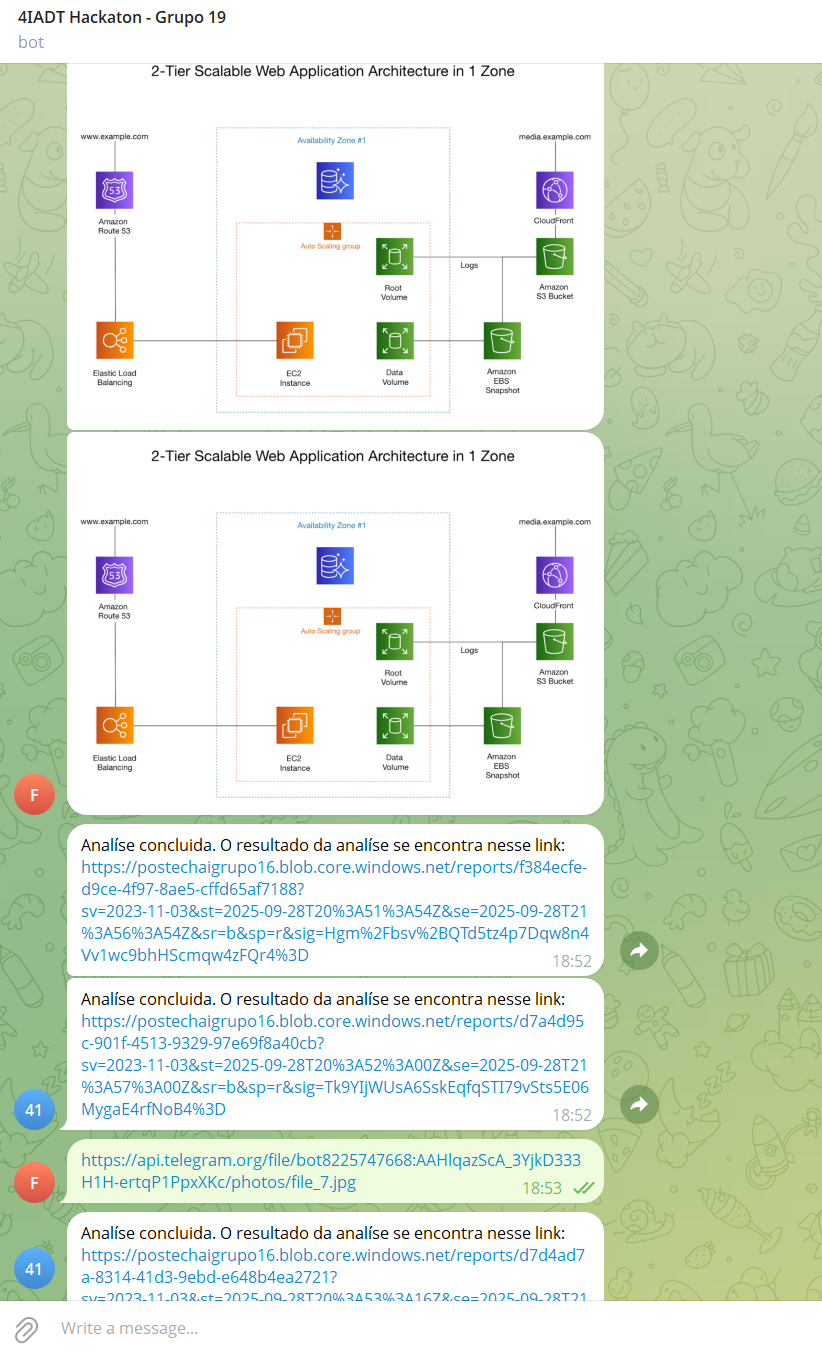 4IADT Hackaton - Grupo 19
bot
2-Tier Scalable Web Application Architecture in 1 Zone
www.example.com
Availability Zone #1
media.example.com
53
Amazon
Route 53
CloudFront
Auto Scaling group
Logs
Root
Volume
Amazon
S3 Bucket
Elastic Load
Balancing
EC2
Instance
Data
Volume
Amazon
EBS
Snapshot
2-Tier Scalable Web Application Architecture in 1 Zone
www.example.com
Availability Zone #1
media.example.com
53
Amazon
Route 53
CloudFront
Auto Scaling group
Logs
Root
Volume
Amazon
S3 Bucket
Elastic Load
Balancing
EC2
Instance
Data
Volume
Amazon
EBS
Snapshot
F
Analíse concluida. O resultado da analíse se encontra nesse link:
https://postechaigrupo16.blob.core.windows.net/reports/f384ecfe-
d9ce-4f97-8ae5-cffd65af7188?
sv=2023-11-03&st=2025-09-28T20%3A51%3A54Z&se=2025-09-28T21
%3A56%3A54Z&sr=b&sp=r&sig=Hgm%2Fbsv%2BQTd5tz4p7Dqw8n4
Vv1wc9bhHScmqw4zFQr4%3D
18:52
Analíse concluida. O resultado da analíse se encontra nesse link:
https://postechaigrupo16.blob.core.windows.net/reports/d7a4d95
c-901f-4513-9329-97e69f8a40cb?
sv=2023-11-03&st=2025-09-28T20%3A52%3A00Z&se=2025-09-28T21
%3A57%3A00Z&sr=b&sp=r&sig=Tk9YIjWUsA6SskEqfqSTI79vSts5E06
MygaE4rfNoB4%3D
18:52
41
https://api.telegram.org/file/bot8225747668:AAHlqazScA_3YjkD333
H1H-ertqP1PpxXKc/photos/file_7.jpg
18:53
F
Analíse concluida. O resultado da analíse se encontra nesse link:
https://postechaigrupo16.blob.core.windows.net/reports/d7d4ad7
a-8314-41d3-9ebd-e648b4ea2721?
sv=2023-11-03&st=2025-09-28T20%3A53%3A16Z&se=2025-09-28T21
41
Write a message...